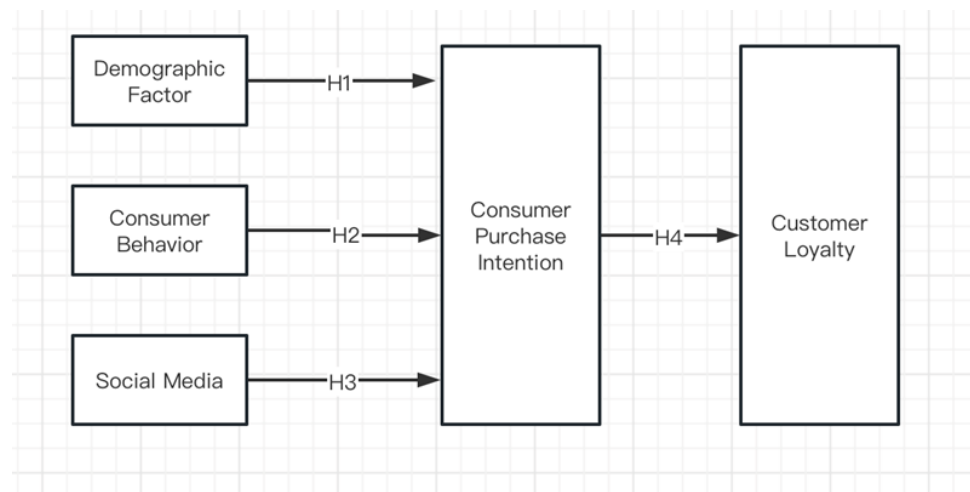 Demographic
Factor
H1
Consumer
Behavior
H2
Social Media
H3
Consumer
Purchase
Intention
H4
Customer
Loyalty